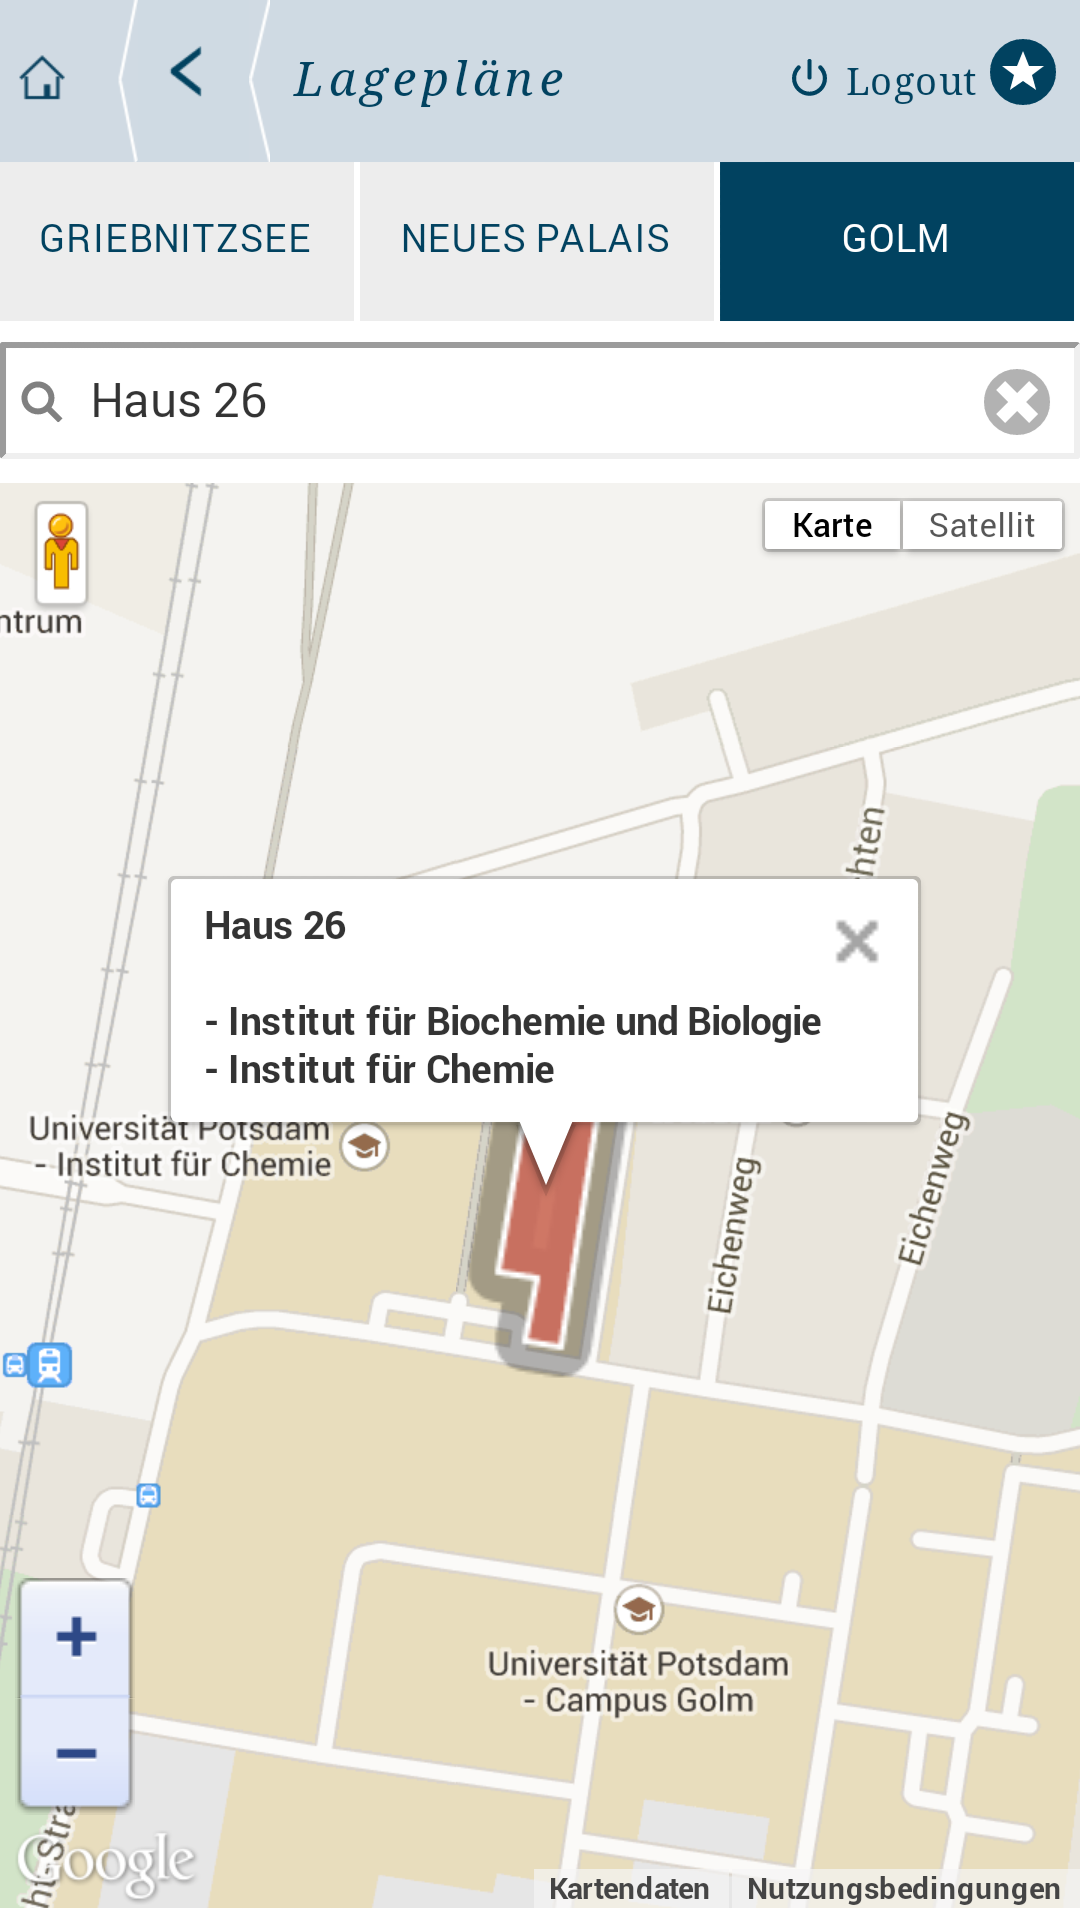 Lagepläne
Logout
GRIEBNITZSEE
NEUES PALAIS
GOLM
Haus 26
Karte
Satellit
ntrum
hten
Haus 26
- Institut für Biochemie und Biologie
- Institut für Chemie
Universität Potsdam
- Institut für Chemie
Eichenweg
Eichenweg
Universität Potsdam
- Campus Golm
+
−
Google
Kartendaten
Nutzungsbedingungen